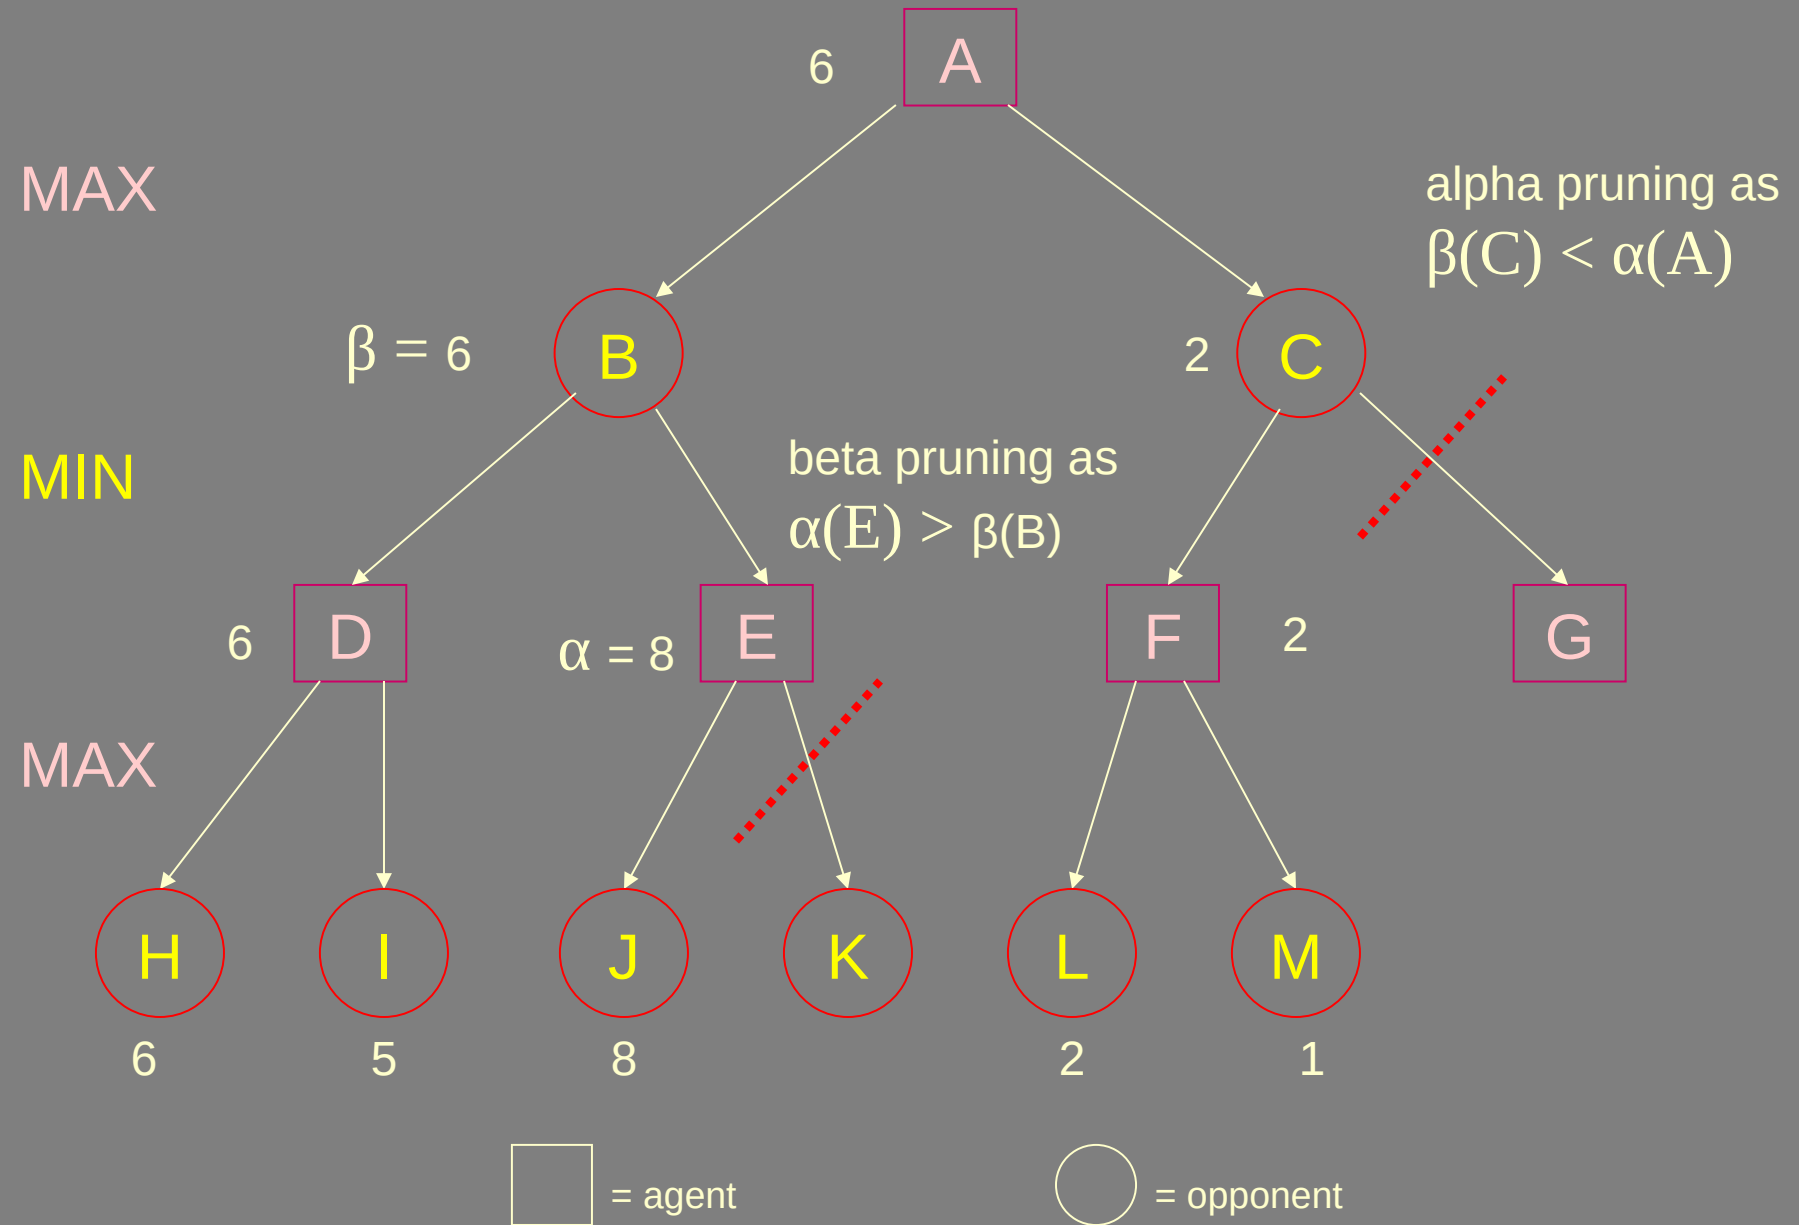 A
6
MAX
alpha pruning as
β(C) < α(A)
β = 6
B
2
C
MIN
beta pruning as
α(E) > β(B)
6
D
α = 8
E
F
2
G
MAX
H
I
J
K
L
M
6
5
8
2
1
= agent
= opponent